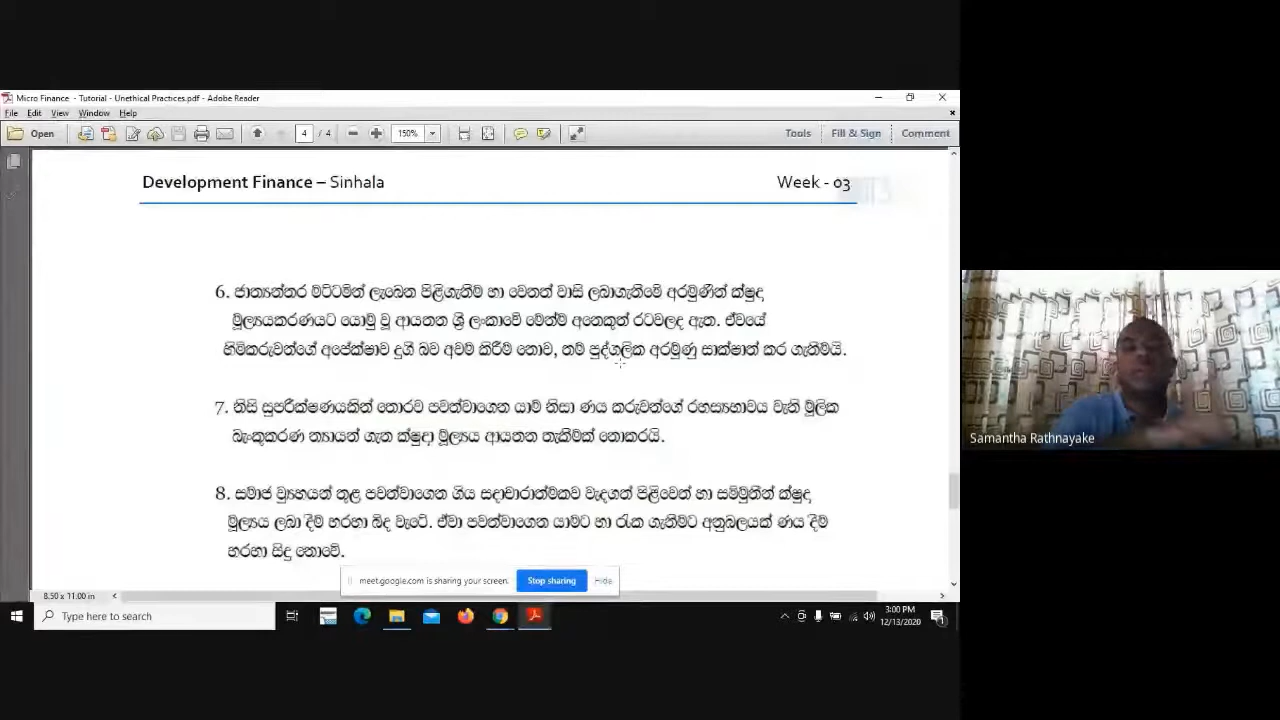 Micro Finance - Tutorial - Unethical Practices.pdf - Adobe Reader
File Edit View Window Help
Open 4 / 4 150% Tools Fill & Sign Comment
Development Finance – Sinhala Week - 03
6. ජාත්‍යන්තර මට්ටමින් ලැබෙන පිළිගැනීම හා වෙනත් වාසි ලබාගැනීමේ අරමුණින් ක්ෂුද්‍ර
මූල්‍යයකරණයට යොමු වූ ආයතන ශ්‍රී ලංකාවේ මෙන්ම අනෙකුත් රටවලද ඇත. ඒවායේ
හිමිකරුවන්ගේ අපේක්ෂාව දුගී බව අවම කිරීම නොව, තම පුද්ගලික අරමුණු සාක්ෂාත් කර ගැනීමයි.
7. නිසි සුපරීක්ෂණයකින් තොරව පවත්වාගෙන යාම නිසා ණය කරුවන්ගේ රහස්‍යභාවය වැනි මූලික
බැංකුකරණ න්‍යායන් ගැන ක්ෂුද්‍ර මූල්‍යය ආයතන තැකීමක් නොකරයි.
8. සමාජ ව්‍යුහයන් තුළ පවත්වාගෙන ගිය සදාචාරාත්මකව වැදගත් පිළිවෙත් හා සම්මුතීන් ක්ෂුද්‍ර
මූල්‍යය ලබා දීම හරහා බිද වැටේ. ඒවා පවත්වාගෙන යාමට හා රැක ගැනීමට අනුබලයක් ණය දීම
හරහා සිදු නොවේ.
meet.google.com is sharing your screen. Stop sharing Hide
8.50 x 11.00 in
Type here to search
3:00 PM
12/13/2020
Samantha Rathnayake